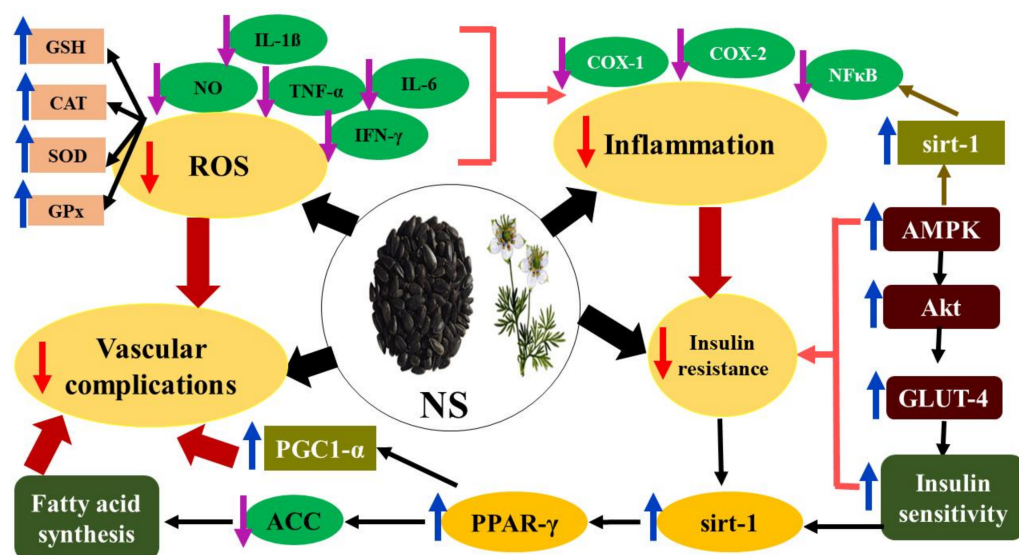 GSH
CAT
SOD
GPx
IL-1ß
NO
TNF-α
IL-6
IFN-γ
ROS
COX-1
COX-2
NFκB
Inflammation
sirt-1
AMPK
Akt
GLUT-4
Insulin
sensitivity
Vascular
complications
NS
Insulin
resistance
PGC1-α
Fatty acid
synthesis
ACC
PPAR-γ
sirt-1